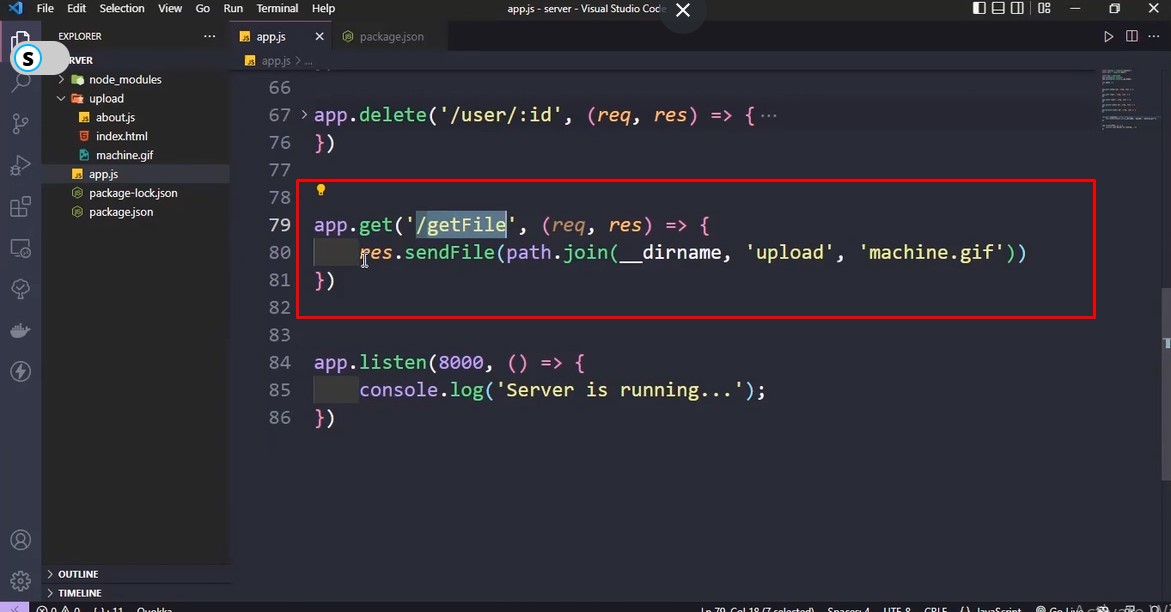 File Edit Selection View Go Run Terminal Help
app.js - server - Visual Studio Code
EXPLORER
S
app.js
package.json
app.js > ...
node_modules
upload
about.js
index.html
machine.gif
app.js
package-lock.json
package.json
66
67 app.delete('/user/:id', (req, res) => { ...
76 })
77
78
79 app.get('/getFile', (req, res) => {
80 res.sendFile(path.join(__dirname, 'upload', 'machine.gif'))
81 })
82
83
84 app.listen(8000, () => {
85 console.log('Server is running...');
86 })
OUTLINE
TIMELINE
0 0 Quokka
Ln 79, Col 18 (7 selected) Spaces: 4 UTF-8 CRLF JavaScript Go Live